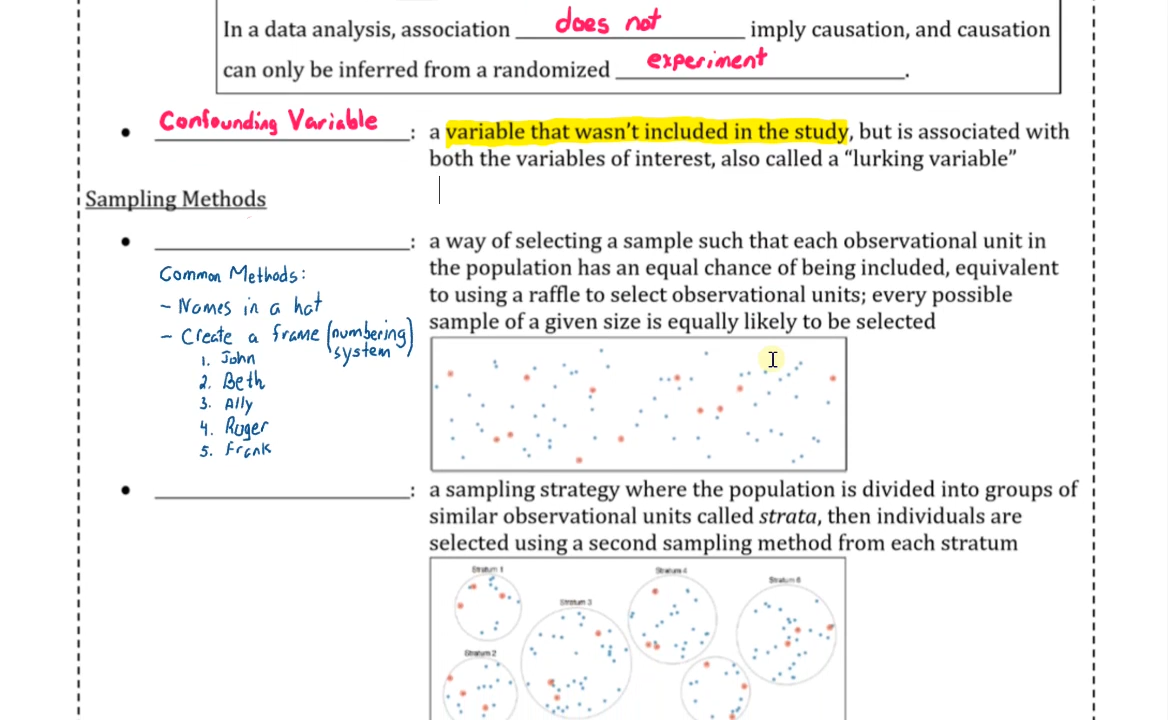 In a data analysis, association does not imply causation, and causation
can only be inferred from a randomized experiment.
• Confounding Variable: a variable that wasn't included in the study, but is associated with
both the variables of interest, also called a "lurking variable"
Sampling Methods
• ____________________: a way of selecting a sample such that each observational unit in
the population has an equal chance of being included, equivalent
to using a raffle to select observational units; every possible
sample of a given size is equally likely to be selected
Common Methods:
- Names in a hat
- Create a frame (numbering system)
1. John
2. Beth
3. Ally
4. Roger
5. Frank
• ____________________: a sampling strategy where the population is divided into groups of
similar observational units called strata, then individuals are
selected using a second sampling method from each stratum
Stratum 1
Stratum 4
Stratum 6
Stratum 3
Stratum 2